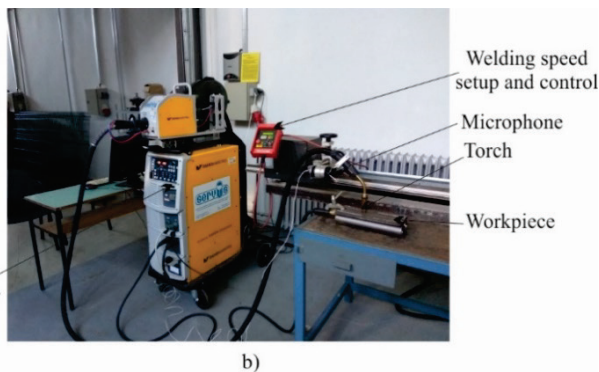 Welding speed
setup and control
Microphone
Torch
Workpiece
b)